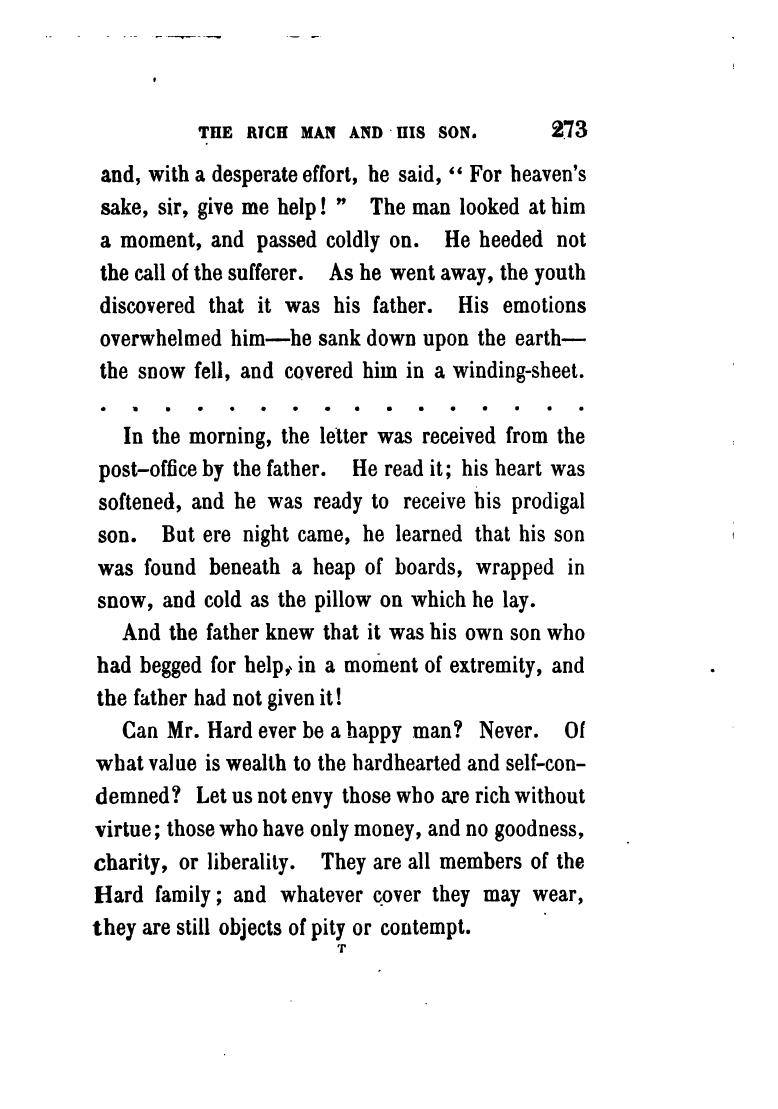 THE RICH MAN AND HIS SON. 273
and, with a desperate effort, he said, “ For heaven's
sake, sir, give me help! ” The man looked at him
a moment, and passed coldly on. He heeded not
the call of the sufferer. As he went away, the youth
discovered that it was his father. His emotions
overwhelmed him—he sank down upon the earth—
the snow fell, and covered him in a winding-sheet.
. . . . . . . . . . . . . . . .
In the morning, the letter was received from the
post-office by the father. He read it; his heart was
softened, and he was ready to receive his prodigal
son. But ere night came, he learned that his son
was found beneath a heap of boards, wrapped in
snow, and cold as the pillow on which he lay.
And the father knew that it was his own son who
had begged for help, in a moment of extremity, and
the father had not given it!
Can Mr. Hard ever be a happy man? Never. Of
what value is wealth to the hardhearted and self-con-
demned? Let us not envy those who are rich without
virtue; those who have only money, and no goodness,
charity, or liberality. They are all members of the
Hard family; and whatever cover they may wear,
they are still objects of pity or contempt.
T